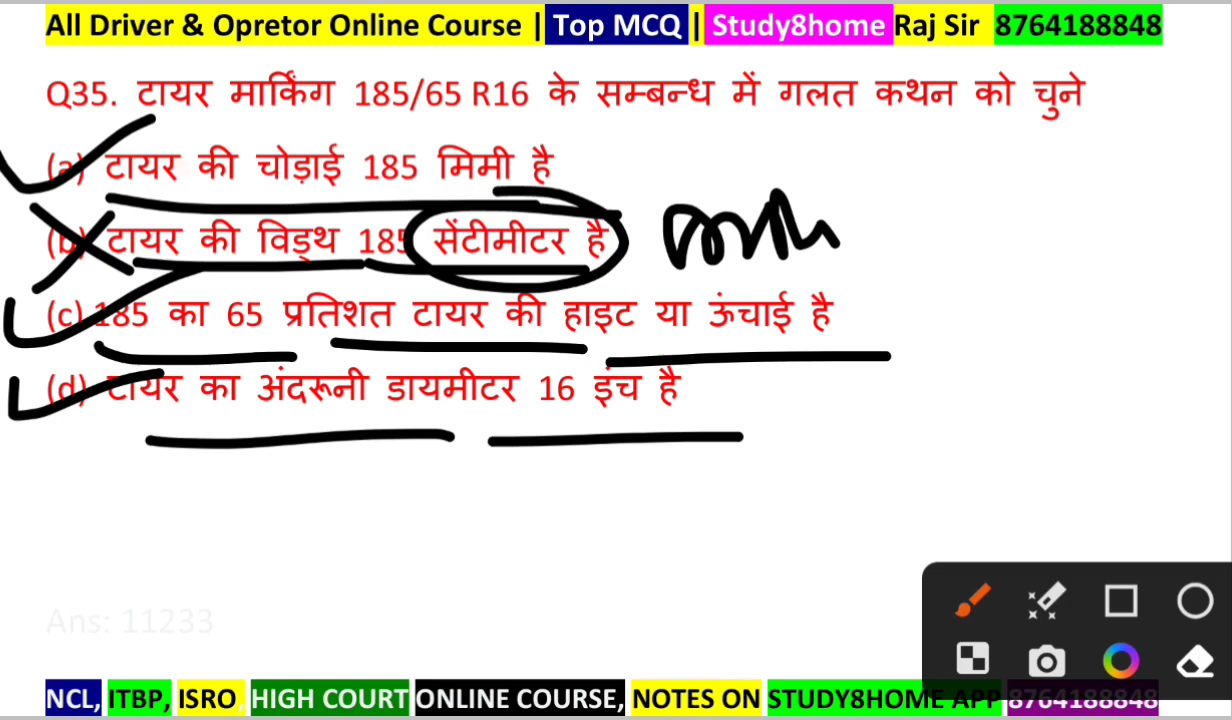 All Driver & Opretor Online Course | Top MCQ | Study8home Raj Sir 8764188848
Q35. टायर मार्किंग 185/65 R16 के सम्बन्ध में गलत कथन को चुने
(a) टायर की चोड़ाई 185 मिमी है
(b) टायर की विड्थ 185 सेंटीमीटर है
(c) 185 का 65 प्रतिशत टायर की हाइट या ऊंचाई है
(d) टायर का अंदरूनी डायमीटर 16 इंच है
Ans: 11233
NCL, ITBP, ISRO, HIGH COURT ONLINE COURSE, NOTES ON STUDY8HOME APP 8764188848